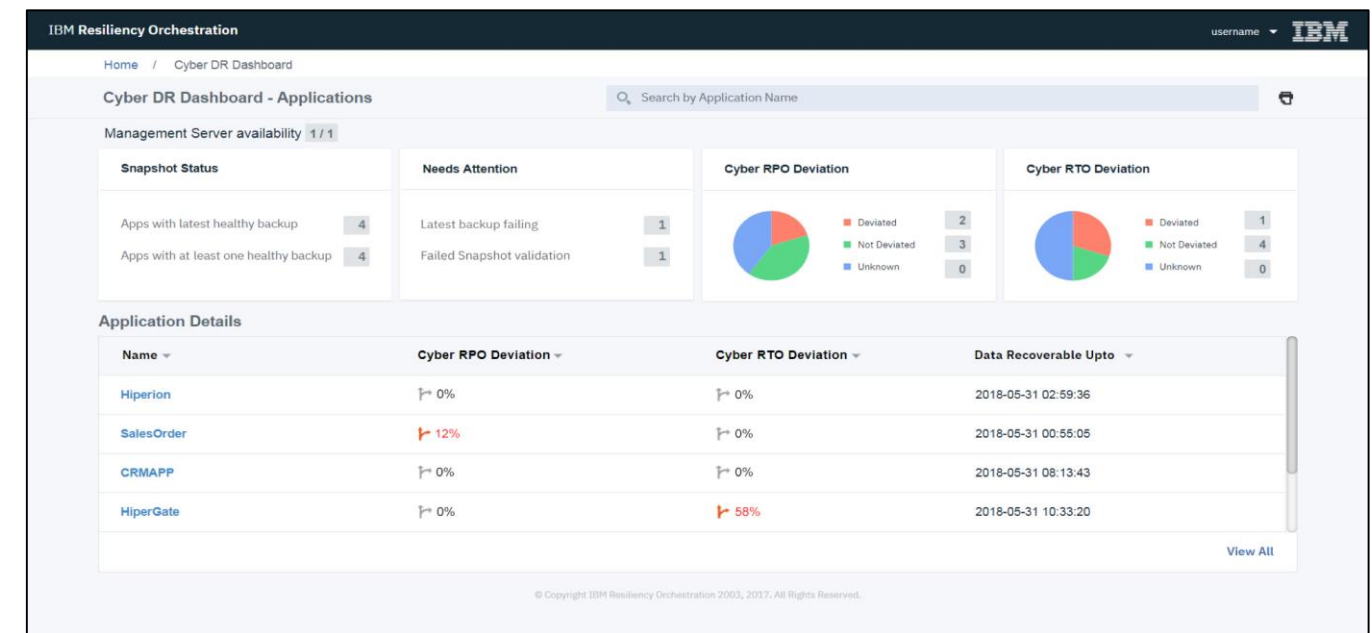 IBM Resiliency Orchestration
username
IBM
Home / Cyber DR Dashboard
Cyber DR Dashboard - Applications
Search by Application Name
Management Server availability 1 / 1
Snapshot Status
Apps with latest healthy backup 4
Apps with at least one healthy backup 4
Needs Attention
Latest backup failing 1
Failed Snapshot validation 1
Cyber RPO Deviation
Deviated 2
Not Deviated 3
Unknown 0
Cyber RTO Deviation
Deviated 1
Not Deviated 4
Unknown 0
Application Details
Name Cyber RPO Deviation Cyber RTO Deviation Data Recoverable Upto
Hiperion 0% 0% 2018-05-31 02:59:36
SalesOrder 12% 0% 2018-05-31 00:55:05
CRMAPP 0% 0% 2018-05-31 08:13:43
HiperGate 0% 58% 2018-05-31 10:33:20
View All
© Copyright IBM Resiliency Orchestration 2003, 2017. All Rights Reserved.